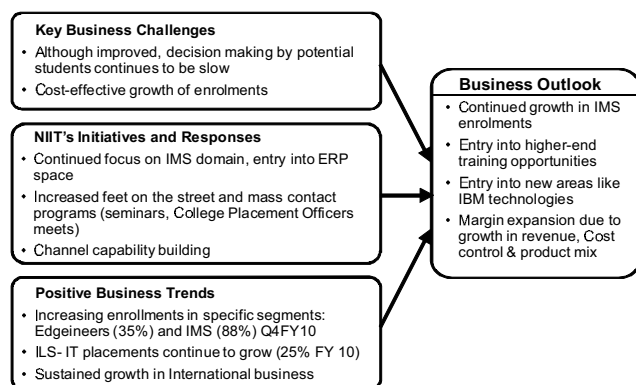 Key Business Challenges
• Although improved, decision making by potential
students continues to be slow
• Cost-effective growth of enrolments
NIIT's Initiatives and Responses
• Continued focus on IMS domain, entry into ERP
space
• Increased feet on the street and mass contact
programs (seminars, College Placement Officers
meets)
• Channel capability building
Positive Business Trends
• Increasing enrollments in specific segments:
Edgeineers (35%) and IMS (88%) Q4FY10
• ILS- IT placements continue to grow (25% FY 10)
• Sustained growth in International business
Business Outlook
• Continued growth in IMS
enrolments
• Entry into higher-end
training opportunities
• Entry into new areas like
IBM technologies
• Margin expansion due to
growth in revenue, Cost
control & product mix